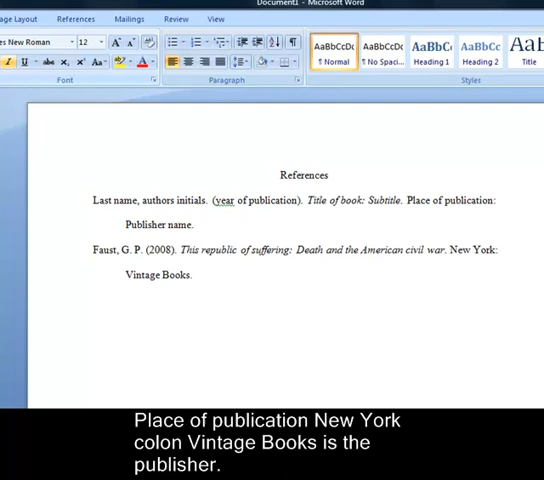 Document1 - Microsoft Word
age Layout References Mailings Review View
es New Roman 12
Font
Paragraph
AaBbCcDc AaBbCcDc AaBbC AaBbCc Aa
¶ Normal ¶ No Spaci... Heading 1 Heading 2 Title
Styles
References
Last name, authors initials. (year of publication). Title of book: Subtitle. Place of publication:
Publisher name.
Faust, G. P. (2008). This republic of suffering: Death and the American civil war. New York:
Vintage Books.
Place of publication New York
colon Vintage Books is the
publisher.